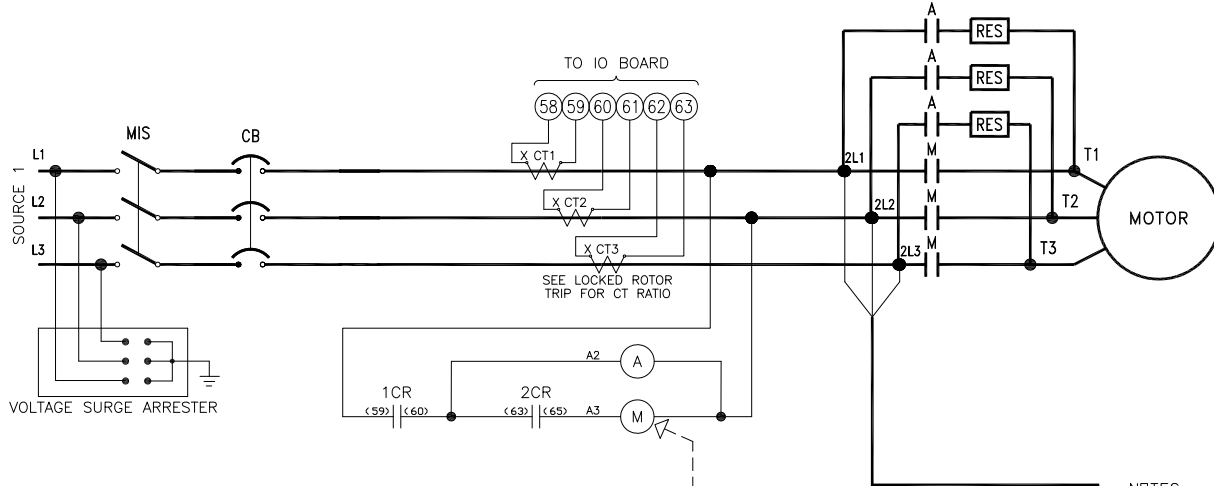 A
RES
A
RES
A
RES
TO IO BOARD
58 59 60 61 62 63
MIS
CB
L1
L2
L3
SOURCE 1
X CT1
X CT2
X CT3
SEE LOCKED ROTOR
TRIP FOR CT RATIO
2L1
2L2
2L3
M
M
M
T1
T2
T3
MOTOR
VOLTAGE SURGE ARRESTER
1CR
(59) (60)
2CR
(63) (65)
A2
A
A3
M
NOTES